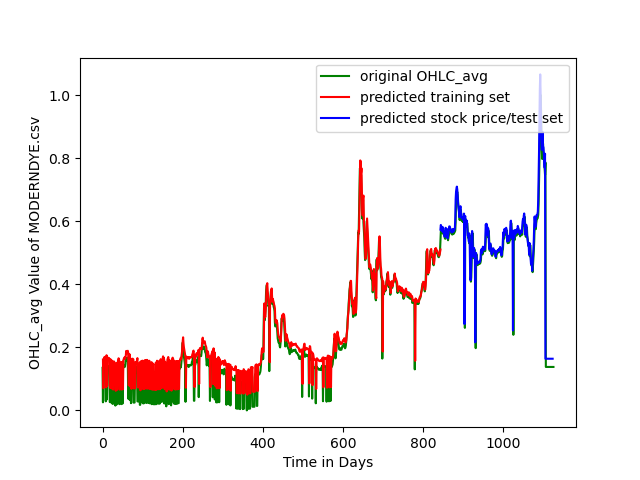 original OHLC_avg
predicted training set
predicted stock price/test set
1.0
0.8
0.6
0.4
0.2
0.0
OHLC_avg Value of MODERNDYE.csv
0 200 400 600 800 1000
Time in Days